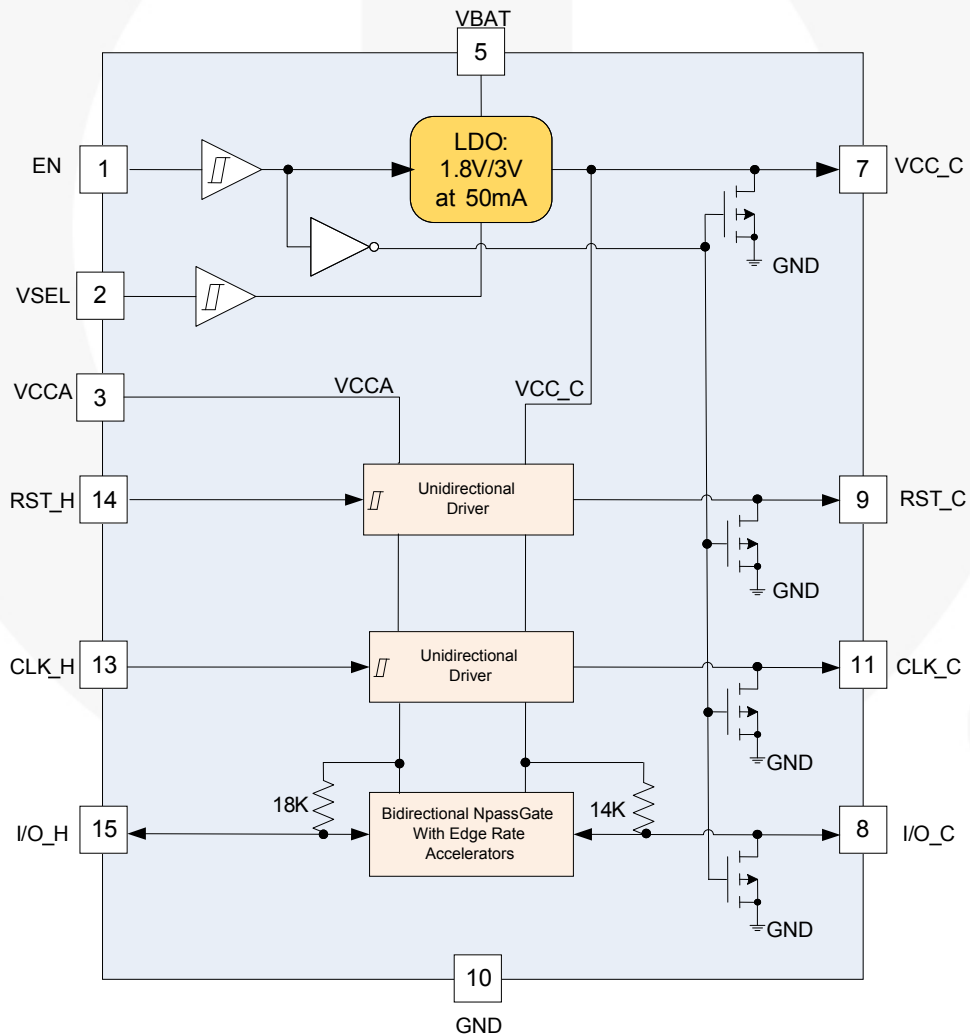 VBAT
5
EN
1
LDO:
1.8V/3V
at 50mA
7
VCC_C
GND
VSEL
2
VCCA
3
VCCA
VCC_C
RST_H
14
Unidirectional
Driver
9
RST_C
GND
CLK_H
13
Unidirectional
Driver
11
CLK_C
GND
18K
14K
I/O_H
15
Bidirectional NpassGate
With Edge Rate
Accelerators
8
I/O_C
GND
10
GND